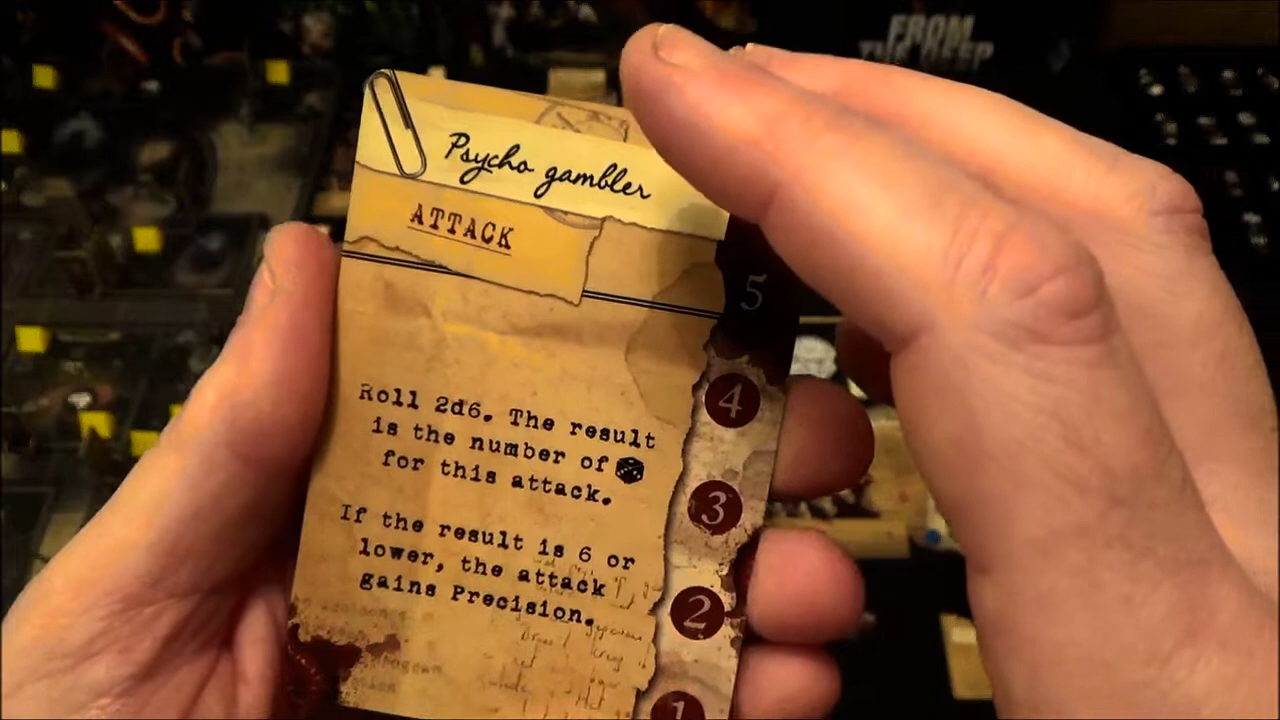 FROM
THE DEEP
Psycho gambler
ATTACK
5
4
3
2
1
Roll 2d6. The result
is the number of
for this attack.
If the result is 6 or
lower, the attack
gains Precision.